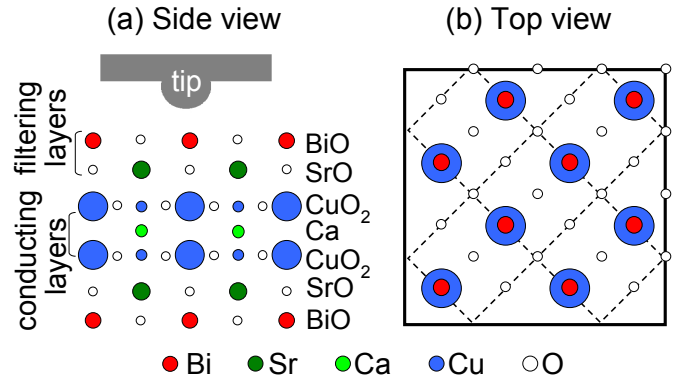 (a) Side view
(b) Top view
tip
filtering
layers
conducting
layers
BiO
SrO
CuO₂
Ca
CuO₂
SrO
BiO
Bi
Sr
Ca
Cu
O